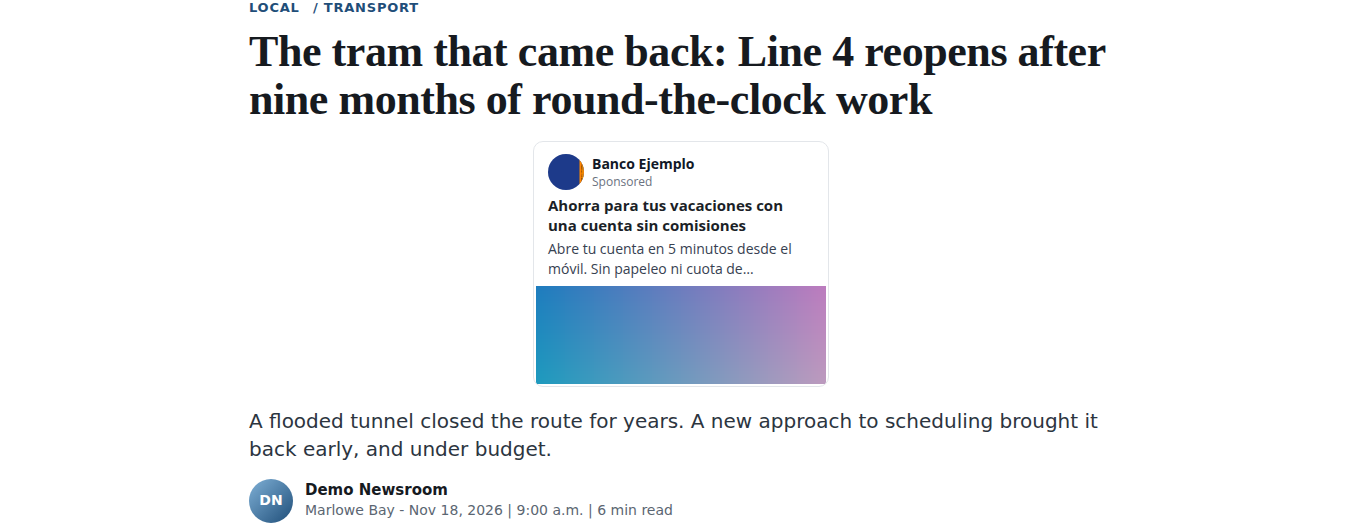 LOCAL / TRANSPORT
The tram that came back: Line 4 reopens after
nine months of round-the-clock work
Banco Ejemplo
Sponsored
Ahorra para tus vacaciones con
una cuenta sin comisiones
Abre tu cuenta en 5 minutos desde el
móvil. Sin papeleo ni cuota de...
A flooded tunnel closed the route for years. A new approach to scheduling brought it
back early, and under budget.
DN
Demo Newsroom
Marlowe Bay - Nov 18, 2026 | 9:00 a.m. | 6 min read